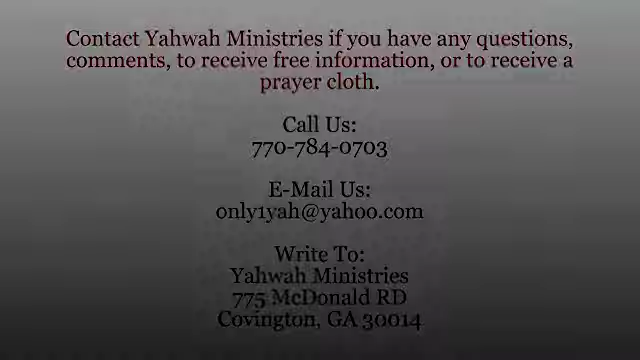 Contact Yahwah Ministries if you have any questions,
comments, to receive free information, or to receive a
prayer cloth.
Call Us:
770-784-0703
E-Mail Us:
only1yah@yahoo.com
Write To:
Yahwah Ministries
775 McDonald RD
Covington, GA 30014